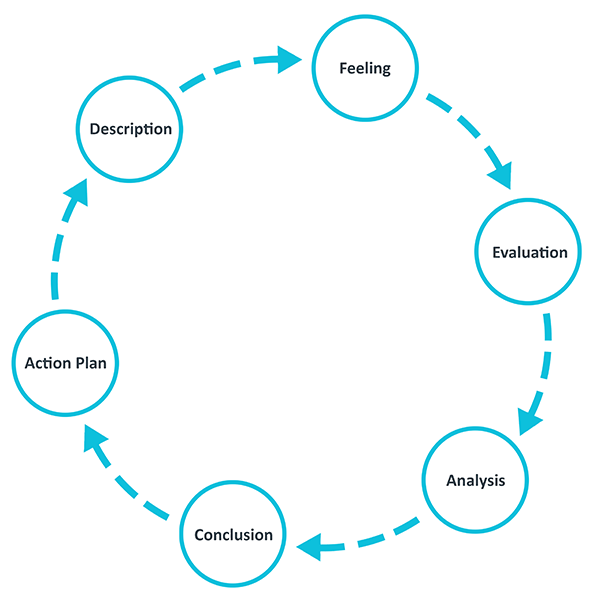 Description
Feeling
Evaluation
Analysis
Conclusion
Action Plan